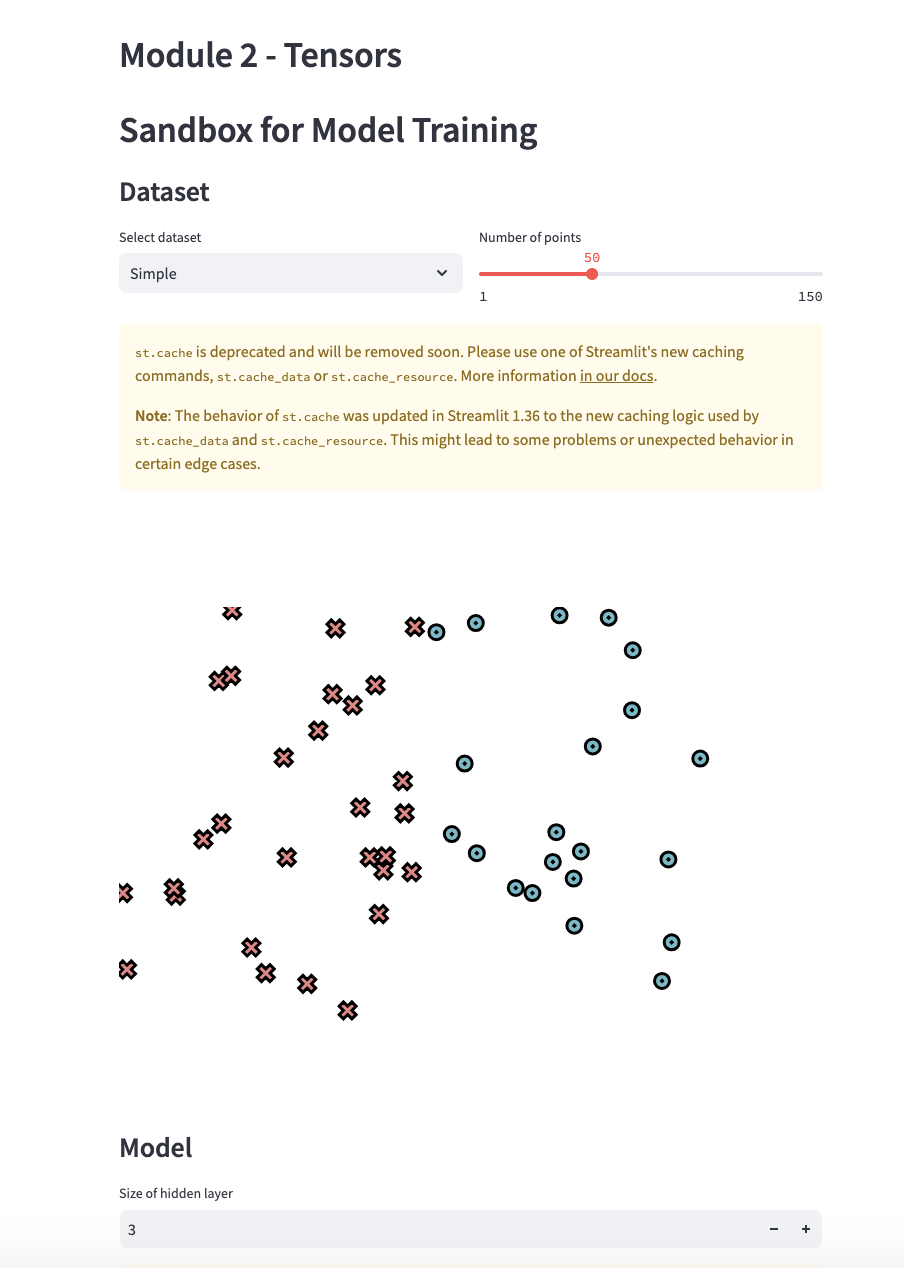 Module 2 - Tensors
Sandbox for Model Training
Dataset
Select dataset
Number of points
Simple
50
1
150
st.cache is deprecated and will be removed soon. Please use one of Streamlit's new caching
commands, st.cache_data or st.cache_resource. More information in our docs.
Note: The behavior of st.cache was updated in Streamlit 1.36 to the new caching logic used by
st.cache_data and st.cache_resource. This might lead to some problems or unexpected behavior in
certain edge cases.
Model
Size of hidden layer
3